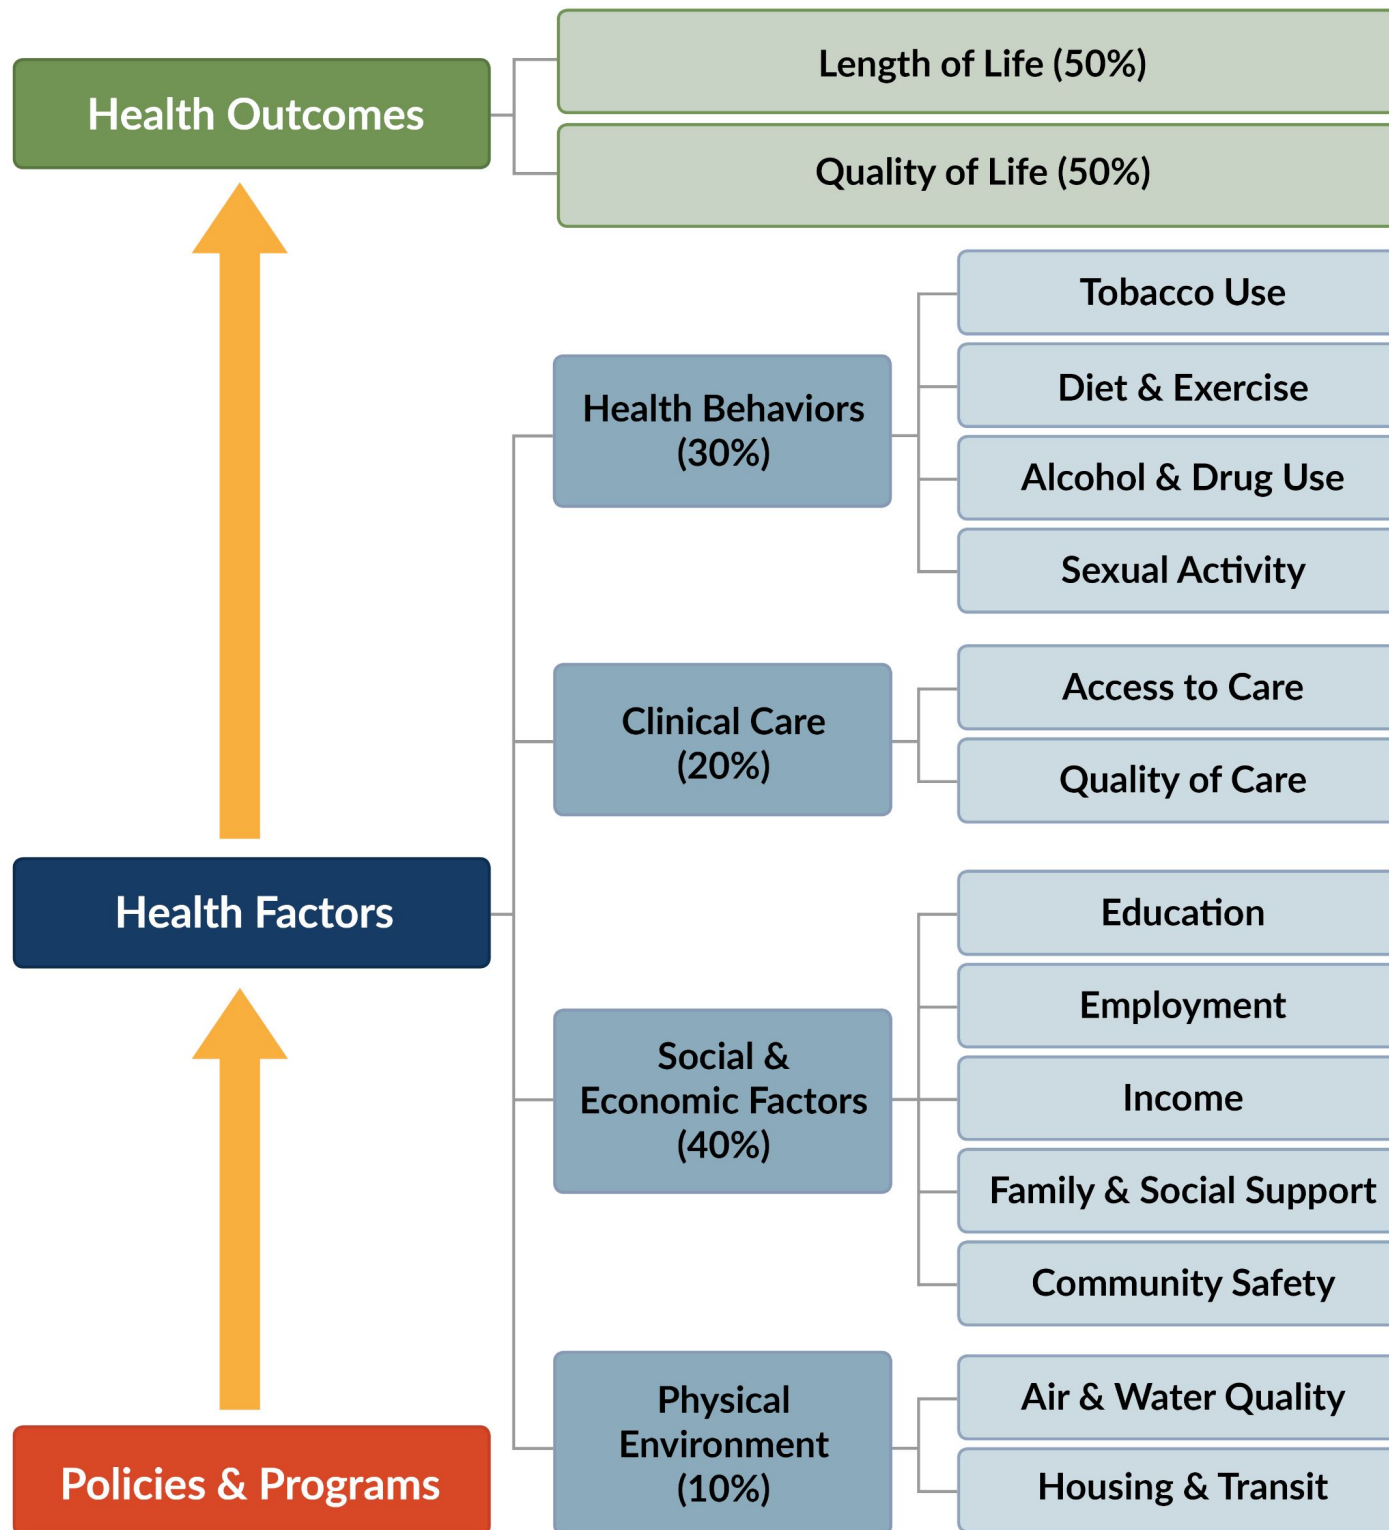 Health Outcomes
Length of Life (50%)
Quality of Life (50%)
Health Factors
Health Behaviors
(30%)
Tobacco Use
Diet & Exercise
Alcohol & Drug Use
Sexual Activity
Clinical Care
(20%)
Access to Care
Quality of Care
Social &
Economic Factors
(40%)
Education
Employment
Income
Family & Social Support
Community Safety
Physical
Environment
(10%)
Air & Water Quality
Housing & Transit
Policies & Programs